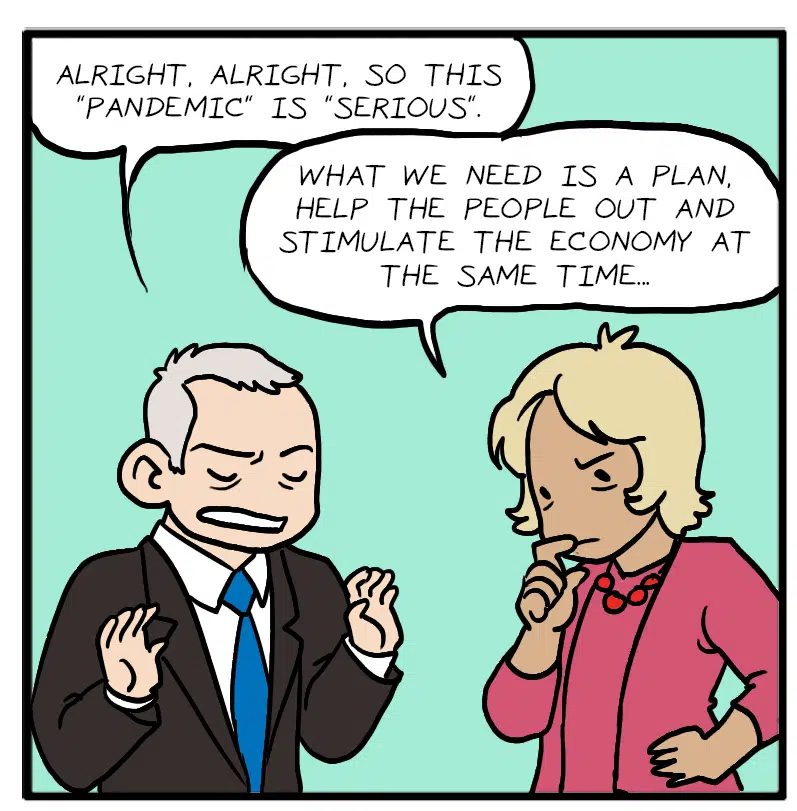 ALRIGHT, ALRIGHT, SO THIS
"PANDEMIC" IS "SERIOUS".
WHAT WE NEED IS A PLAN,
HELP THE PEOPLE OUT AND
STIMULATE THE ECONOMY AT
THE SAME TIME...